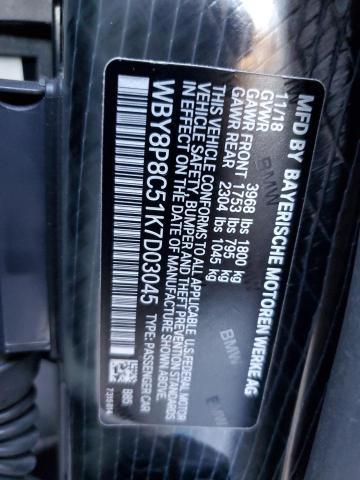 MFD BY BAYERISCHE MOTOREN WERKE AG
11/18
GVWR 3968 lbs 1800 kg
GAWR FRONT 1753 lbs 795 kg
GAWR REAR 2304 lbs 1045 kg
THIS VEHICLE CONFORMS TO ALL APPLICABLE U.S. FEDERAL MOTOR
VEHICLE SAFETY, BUMPER AND THEFT PREVENTION STANDARDS
IN EFFECT ON THE DATE OF MANUFACTURE SHOWN ABOVE.
WBY8P8C51K7D03045 TYPE: PASSENGER CAR
B85